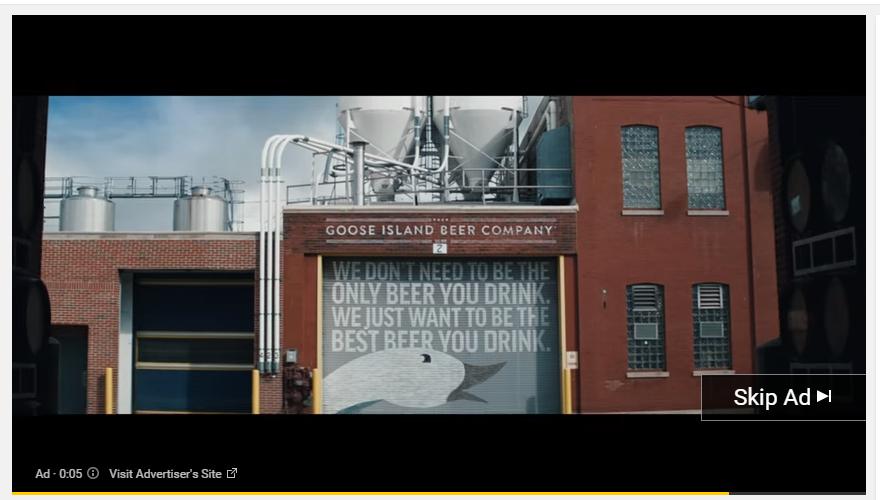 GOOSE ISLAND BEER COMPANY
2
WE DON'T NEED TO BE THE
ONLY BEER YOU DRINK.
WE JUST WANT TO BE THE
BEST BEER YOU DRINK.
Skip Ad
Ad · 0:05
Visit Advertiser's Site